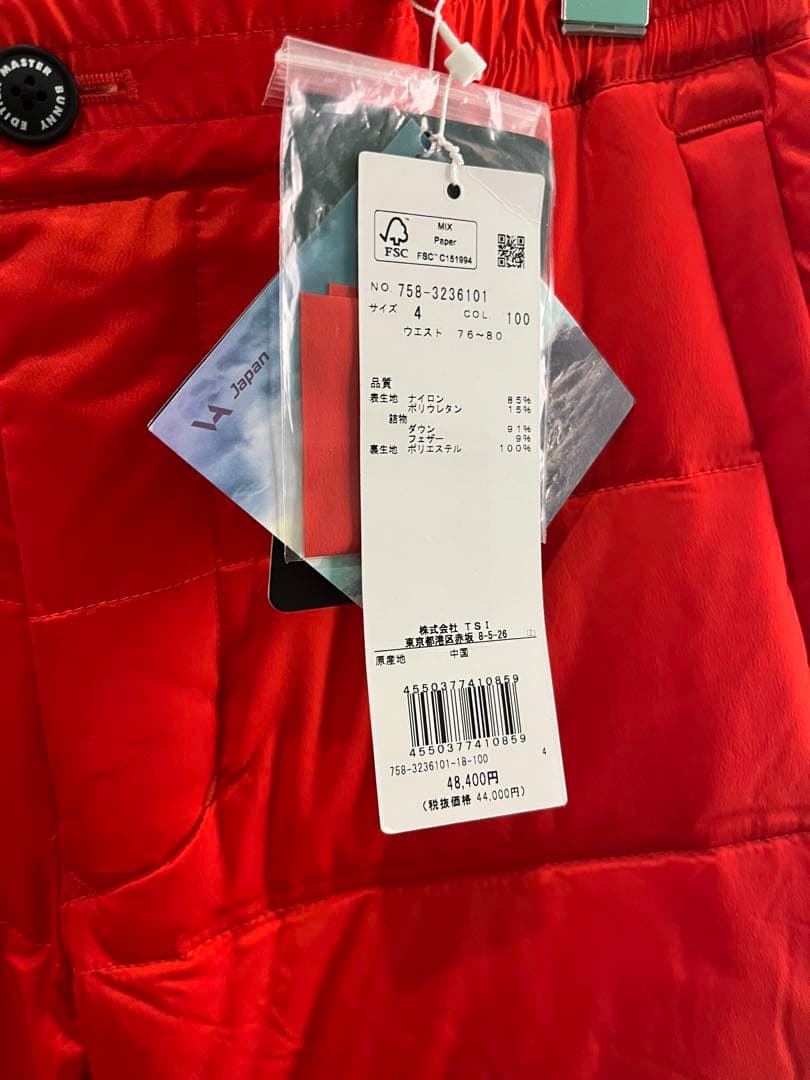 MASTER BUNNY EDITI
MIX
Paper
FSC
FSC™ C151994
NO. 758-3236101
サイズ 4 COL. 100
ウエスト 76~80
Japan
品質
表生地 ナイロン 85%
ポリウレタン 15%
詰物
ダウン 91%
フェザー 9%
裏生地 ポリエステル 100%
株式会社 TSI
東京都港区赤坂 8-5-26 (2)
原産地 中国
4550377410859
4550377410859
758-3236101-18-100 4
48,400円
(税抜価格 44,000円)